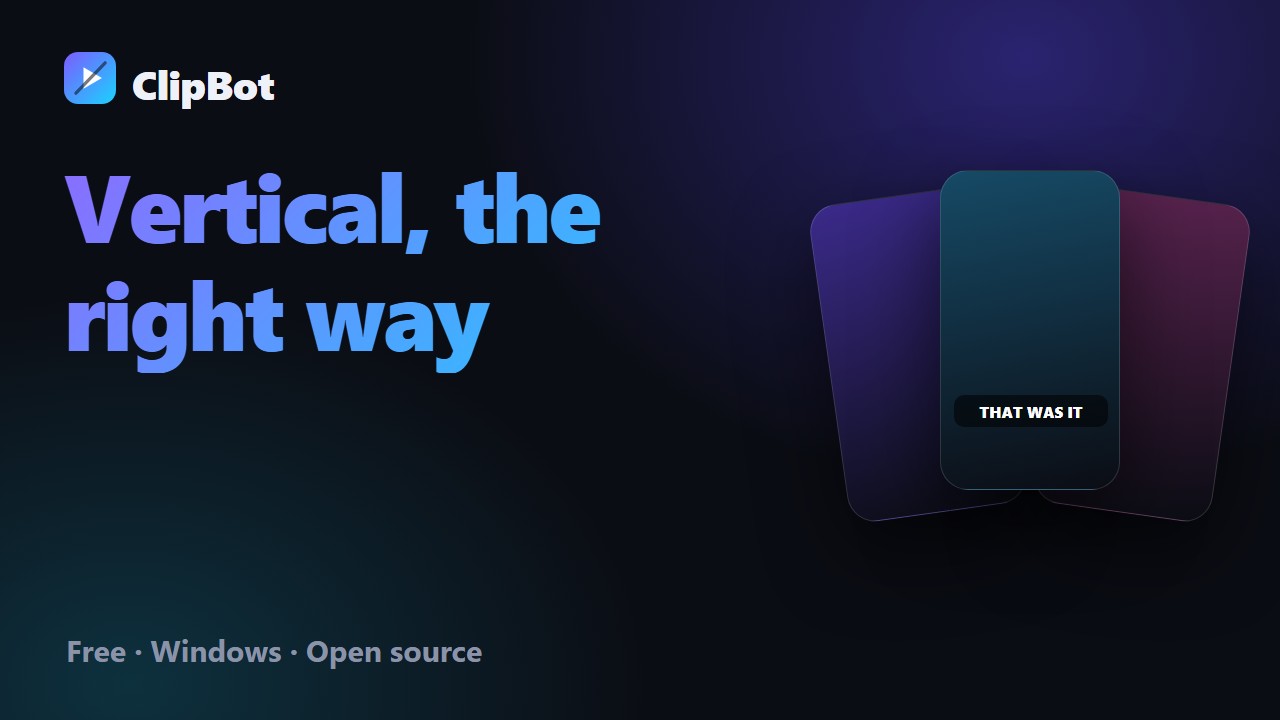 ClipBot
Vertical, the
right way
THAT WAS IT
Free · Windows · Open source